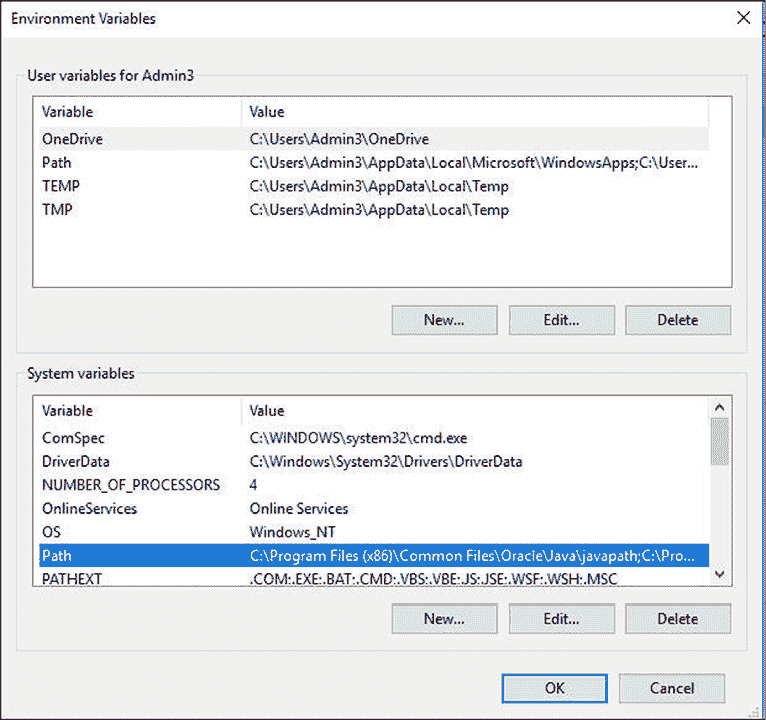 Environment Variables
User variables for Admin3
Variable Value
OneDrive C:\Users\Admin3\OneDrive
Path C:\Users\Admin3\AppData\Local\Microsoft\WindowsApps;C:\User...
TEMP C:\Users\Admin3\AppData\Local\Temp
TMP C:\Users\Admin3\AppData\Local\Temp
New... Edit... Delete
System variables
Variable Value
ComSpec C:\WINDOWS\system32\cmd.exe
DriverData C:\Windows\System32\Drivers\DriverData
NUMBER_OF_PROCESSORS 4
OnlineServices Online Services
OS Windows_NT
Path C:\Program Files (x86)\Common Files\Oracle\Java\javapath;C:\Pro...
PATHEXT .COM;.EXE;.BAT;.CMD;.VBS;.VBE;.JS;.JSE;.WSF;.WSH;.MSC
New... Edit... Delete
OK Cancel